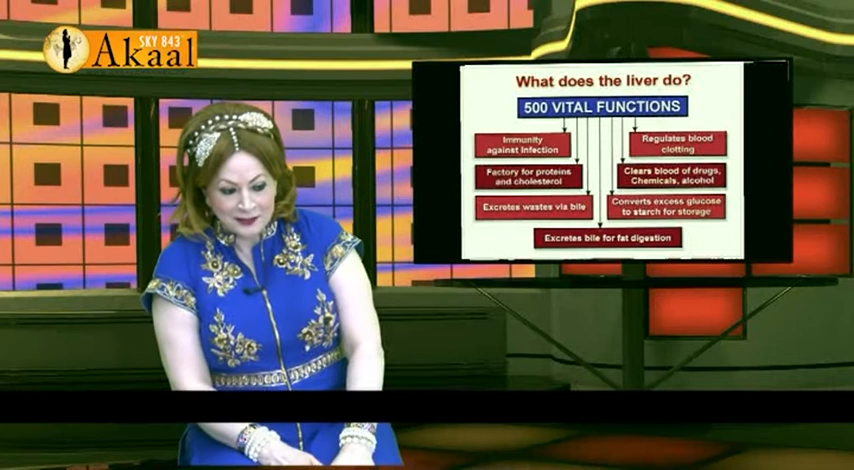 SKY 843
Akaal
What does the liver do?
500 VITAL FUNCTIONS
Immunity
against infection
Regulates blood
clotting
Factory for proteins
and cholesterol
Clears blood of drugs,
Chemicals, alcohol
Excretes wastes via bile
Converts excess glucose
to starch for storage
Excretes bile for fat digestion